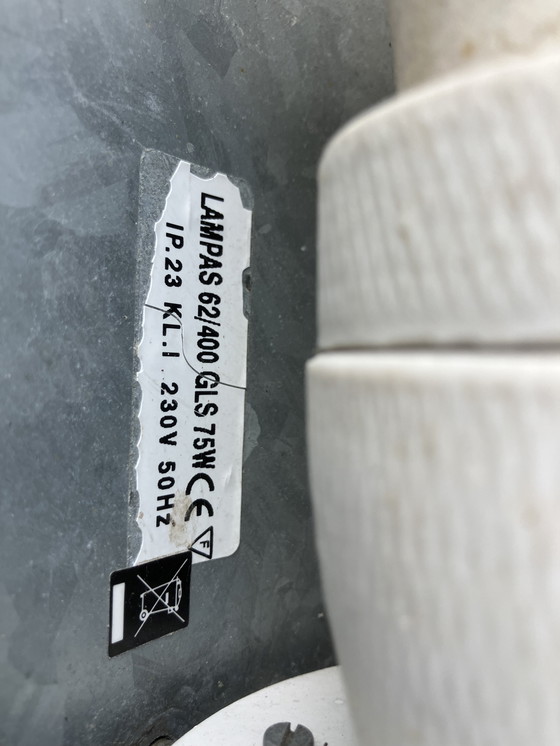 LAMPAS 62/400 GLS 75W CE F
IP.23 KL.I 230V 50Hz